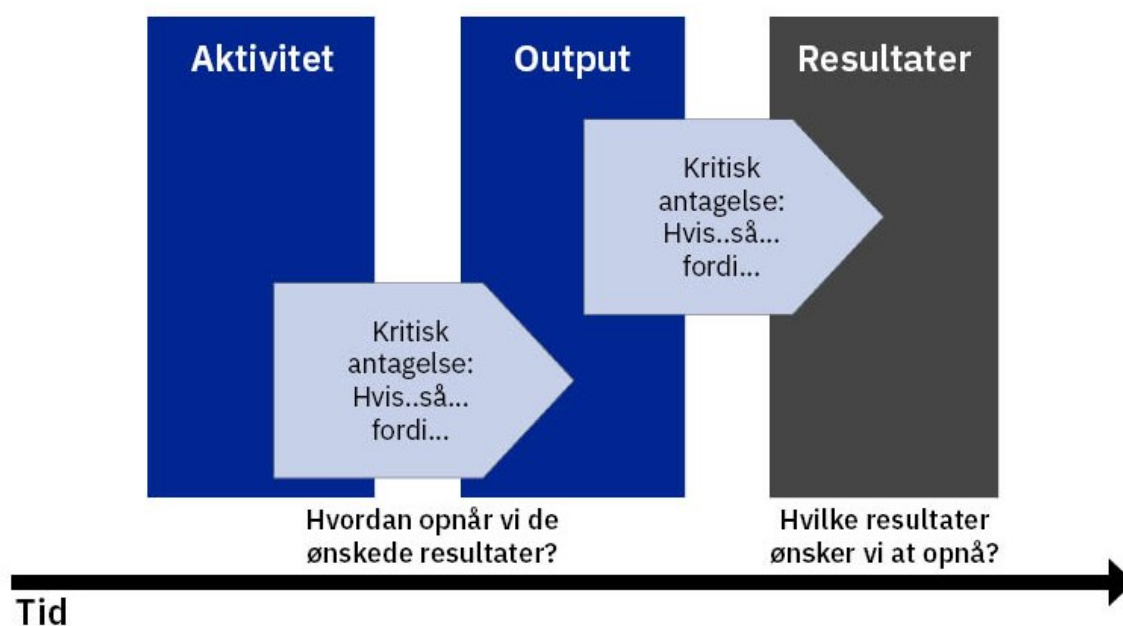 Aktivitet
Output
Resultater
Kritisk
antagelse:
Hvis..så...
fordi...
Kritisk
antagelse:
Hvis..så...
fordi...
Hvordan opnår vi de
ønskede resultater?
Hvilke resultater
ønsker vi at opnå?
Tid